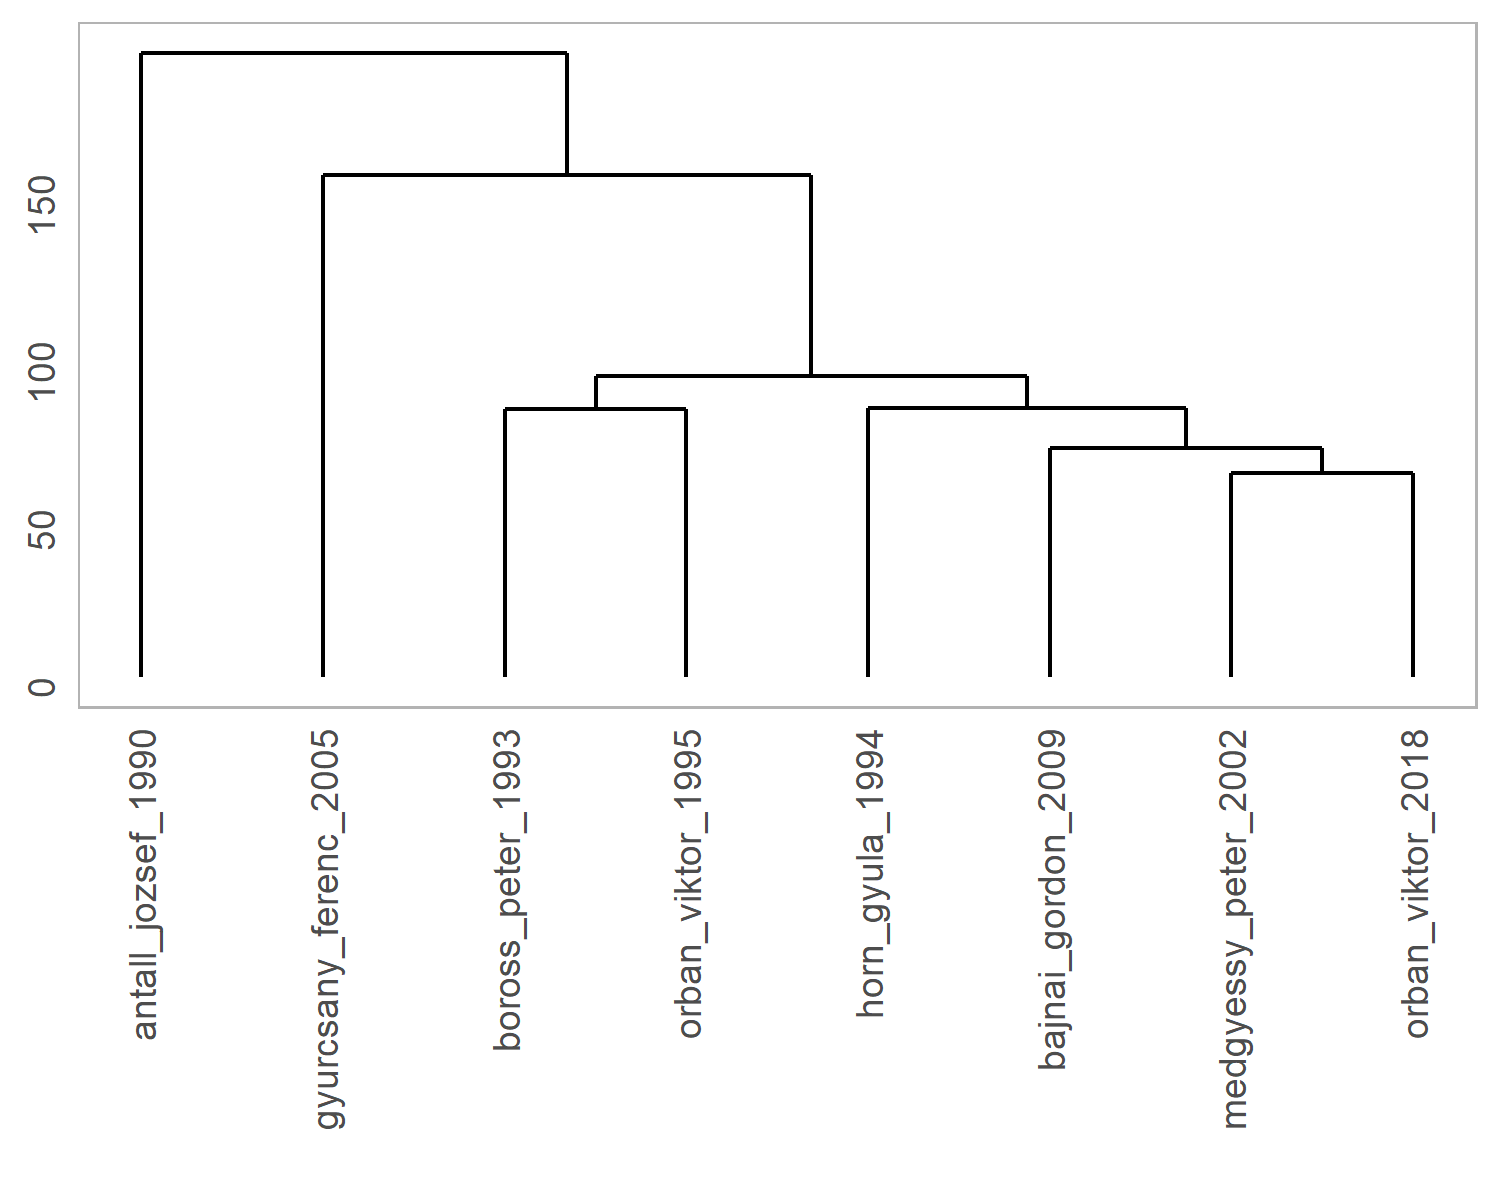 150
100
50
0
antall_jozsef_1990
gyurcsany_ferenc_2005
boross_peter_1993
orban_viktor_1995
horn_gyula_1994
bajnai_gordon_2009
medgyessy_peter_2002
orban_viktor_2018